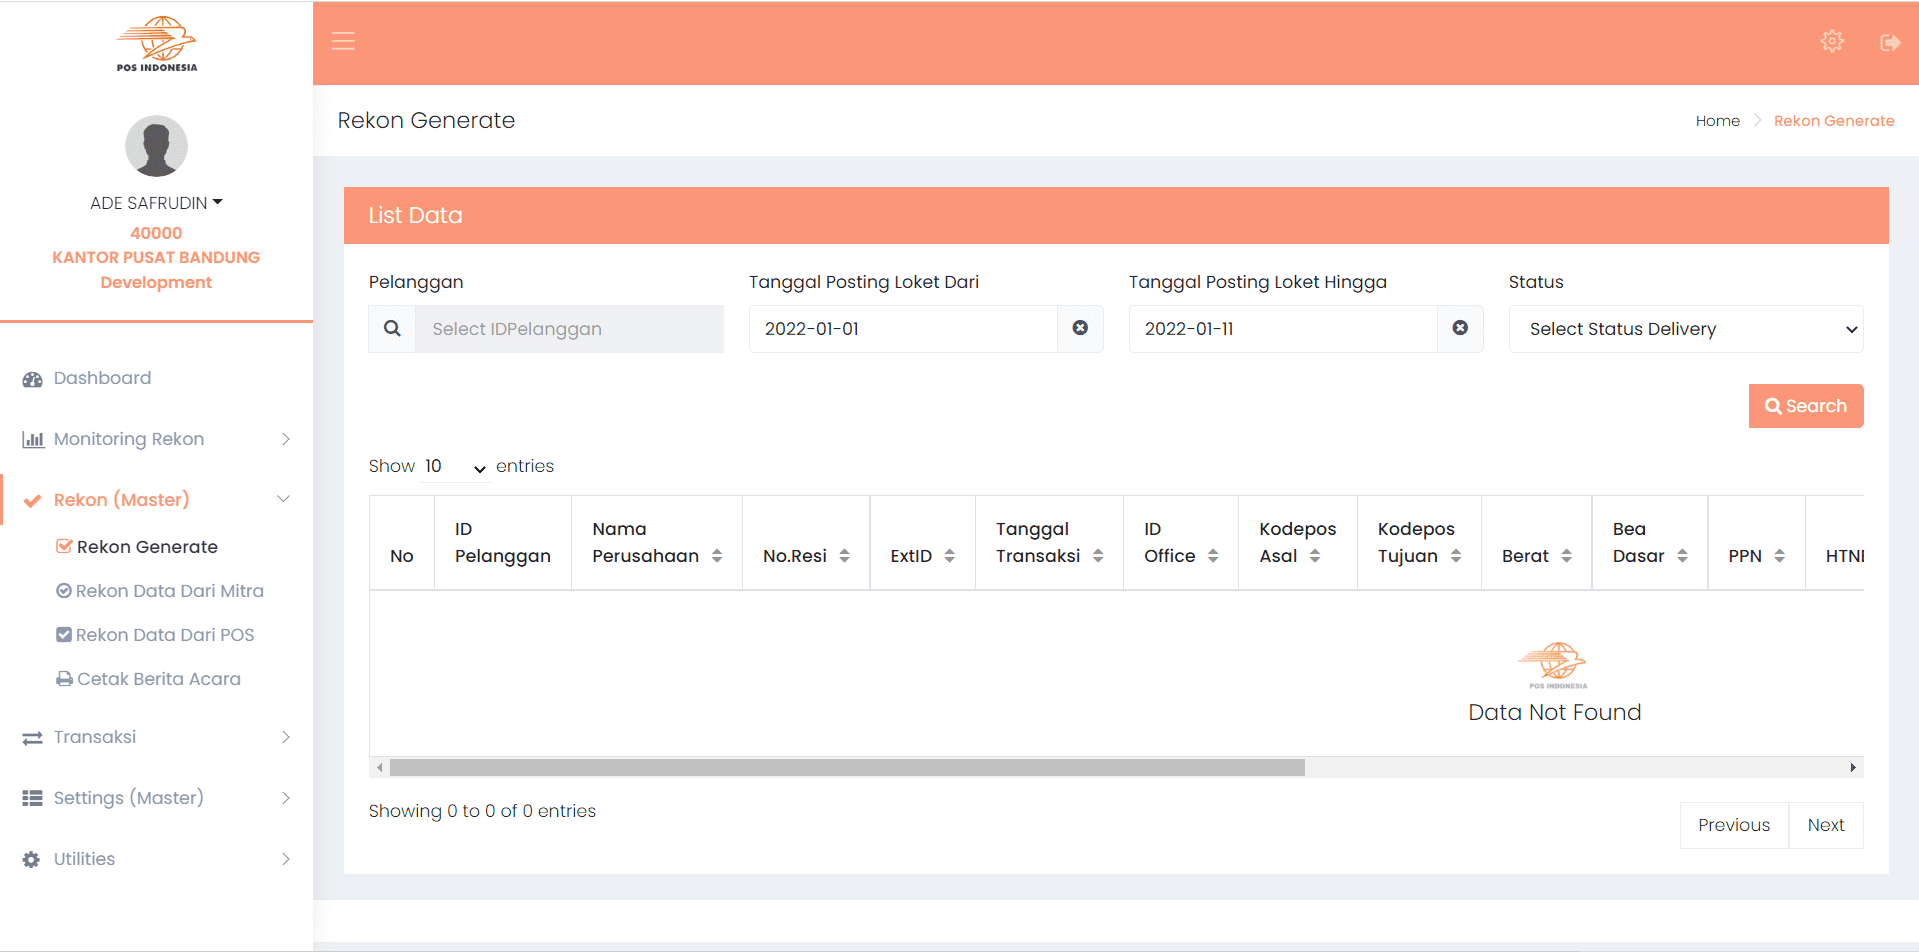 POS INDONESIA
ADE SAFRUDIN
40000
KANTOR PUSAT BANDUNG
Development
Dashboard
Monitoring Rekon
Rekon (Master)
Rekon Generate
Rekon Data Dari Mitra
Rekon Data Dari POS
Cetak Berita Acara
Transaksi
Settings (Master)
Utilities
Rekon Generate
Home Rekon Generate
List Data
Pelanggan
Select IDPelanggan
Tanggal Posting Loket Dari
2022-01-01
Tanggal Posting Loket Hingga
2022-01-11
Status
Select Status Delivery
Search
Show 10 entries
No
ID
Pelanggan
Nama
Perusahaan
No.Resi
ExtID
Tanggal
Transaksi
ID
Office
Kodepos
Asal
Kodepos
Tujuan
Berat
Bea
Dasar
PPN
POS INDONESIA
Data Not Found
Showing 0 to 0 of 0 entries
Previous
Next